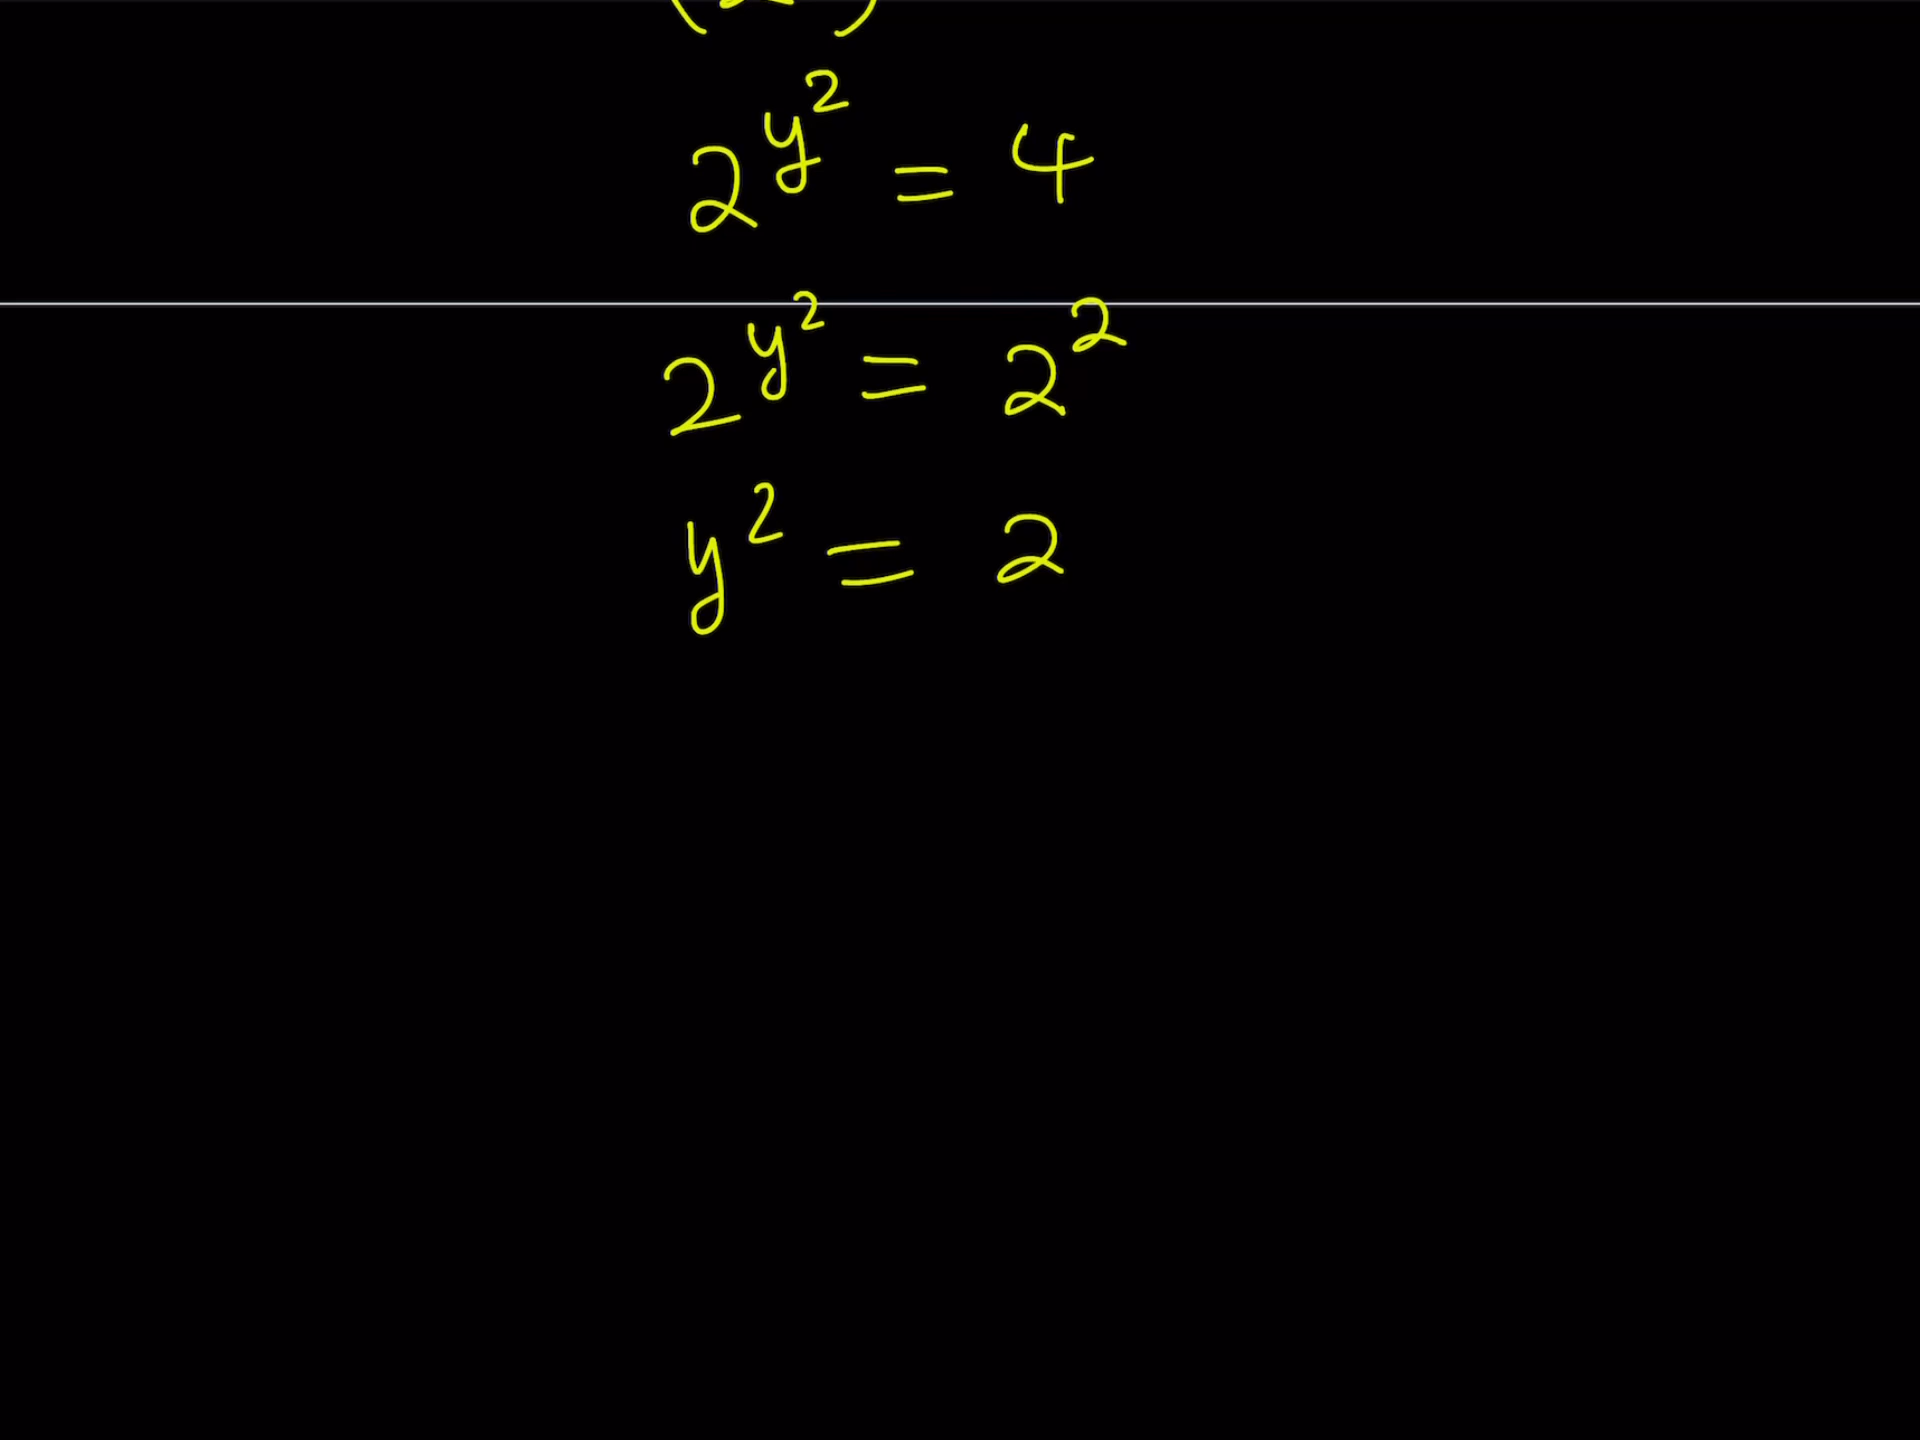 2^{y^2} = 4
2^{y^2} = 2^2
y^2 = 2